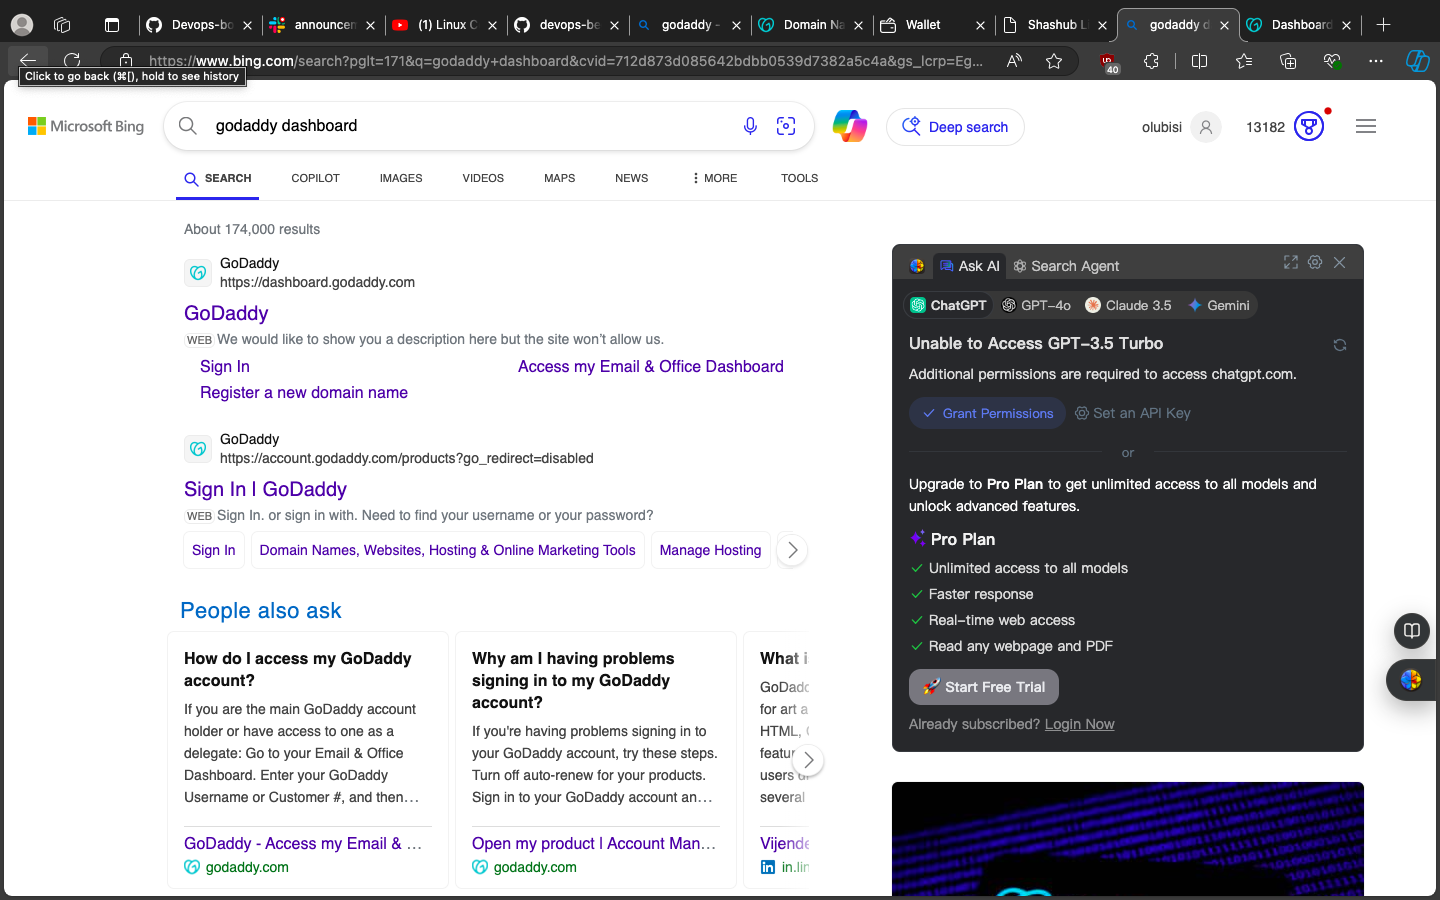 Devops-bo
announcem
(1) Linux C
devops-be
godaddy -
Domain Na
Wallet
Shashub Li
godaddy d
Dashboard
https://www.bing.com/search?pglt=171&q=godaddy+dashboard&cvid=712d873d085642bdbb0539d7382a5c4a&gs_lcrp=Eg...
40
Click to go back (⌘[), hold to see history
Microsoft Bing
godaddy dashboard
Deep search
olubisi
13182
SEARCH
COPILOT
IMAGES
VIDEOS
MAPS
NEWS
MORE
TOOLS
About 174,000 results
GoDaddy
https://dashboard.godaddy.com
GoDaddy
WEB We would like to show you a description here but the site won't allow us.
Sign In
Access my Email & Office Dashboard
Register a new domain name
GoDaddy
https://account.godaddy.com/products?go_redirect=disabled
Sign In | GoDaddy
WEB Sign In. or sign in with. Need to find your username or your password?
Sign In
Domain Names, Websites, Hosting & Online Marketing Tools
Manage Hosting
People also ask
How do I access my GoDaddy
account?
If you are the main GoDaddy account
holder or have access to one as a
delegate: Go to your Email & Office
Dashboard. Enter your GoDaddy
Username or Customer #, and then...
GoDaddy - Access my Email & ...
godaddy.com
Why am I having problems
signing in to my GoDaddy
account?
If you're having problems signing in to
your GoDaddy account, try these steps.
Turn off auto-renew for your products.
Sign in to your GoDaddy account an...
Open my product | Account Man...
godaddy.com
What i
GoDadd
for art a
HTML,
featur
users
several
Vijende
in.lin
Ask AI
Search Agent
ChatGPT
GPT-4o
Claude 3.5
Gemini
Unable to Access GPT-3.5 Turbo
Additional permissions are required to access chatgpt.com.
Grant Permissions
Set an API Key
or
Upgrade to Pro Plan to get unlimited access to all models and
unlock advanced features.
Pro Plan
Unlimited access to all models
Faster response
Real-time web access
Read any webpage and PDF
Start Free Trial
Already subscribed? Login Now